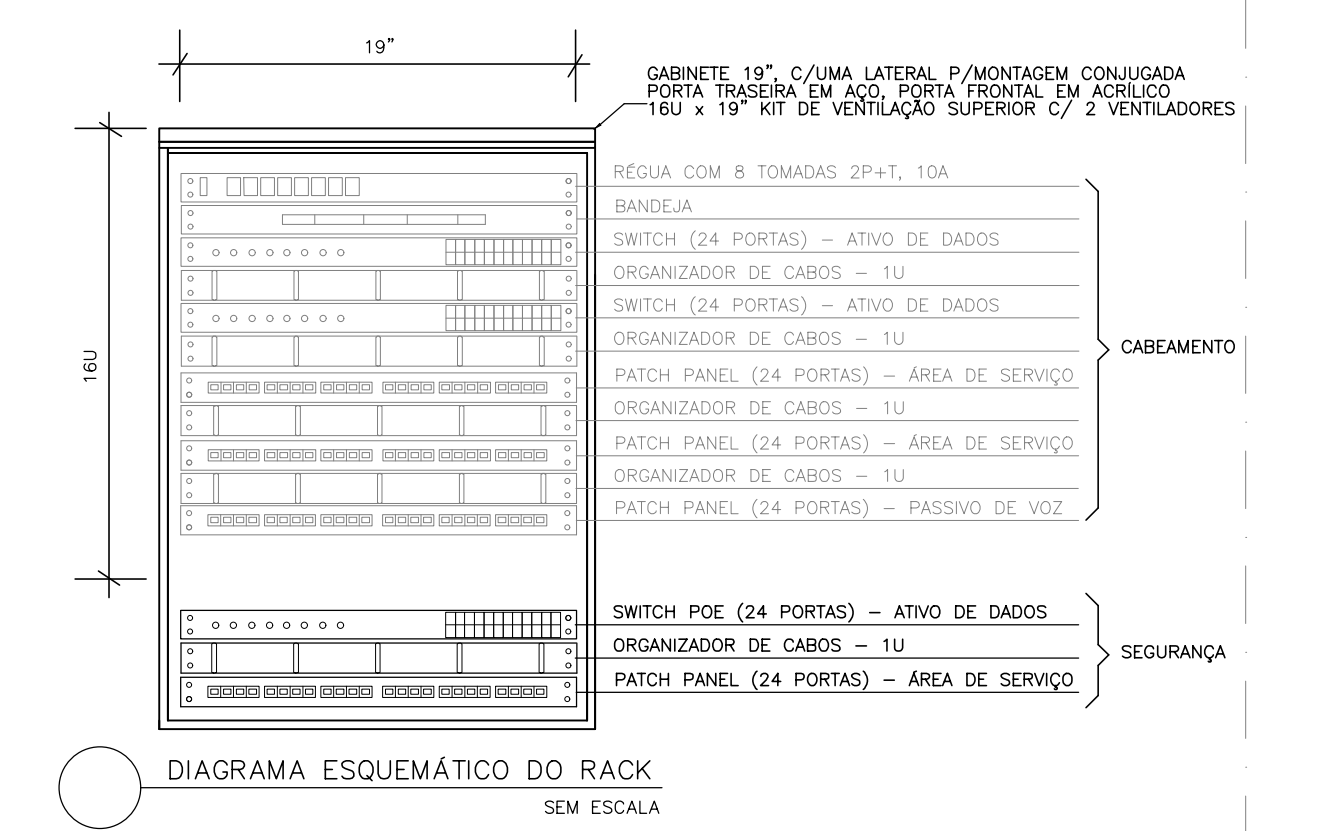 19”
GABINETE 19”, C/UMA LATERAL P/MONTAGEM CONJUGADA
PORTA TRASEIRA EM AÇO, PORTA FRONTAL EM ACRÍLICO
16U x 19” KIT DE VENTILAÇÃO SUPERIOR C/ 2 VENTILADORES
RÉGUA COM 8 TOMADAS 2P+T, 10A
BANDEJA
SWITCH (24 PORTAS) – ATIVO DE DADOS
ORGANIZADOR DE CABOS – 1U
SWITCH (24 PORTAS) – ATIVO DE DADOS
ORGANIZADOR DE CABOS – 1U
PATCH PANEL (24 PORTAS) – ÁREA DE SERVIÇO
ORGANIZADOR DE CABOS – 1U
PATCH PANEL (24 PORTAS) – ÁREA DE SERVIÇO
ORGANIZADOR DE CABOS – 1U
PATCH PANEL (24 PORTAS) – PASSIVO DE VOZ
CABEAMENTO
16U
SWITCH POE (24 PORTAS) – ATIVO DE DADOS
ORGANIZADOR DE CABOS – 1U
PATCH PANEL (24 PORTAS) – ÁREA DE SERVIÇO
SEGURANÇA
DIAGRAMA ESQUEMÁTICO DO RACK
SEM ESCALA